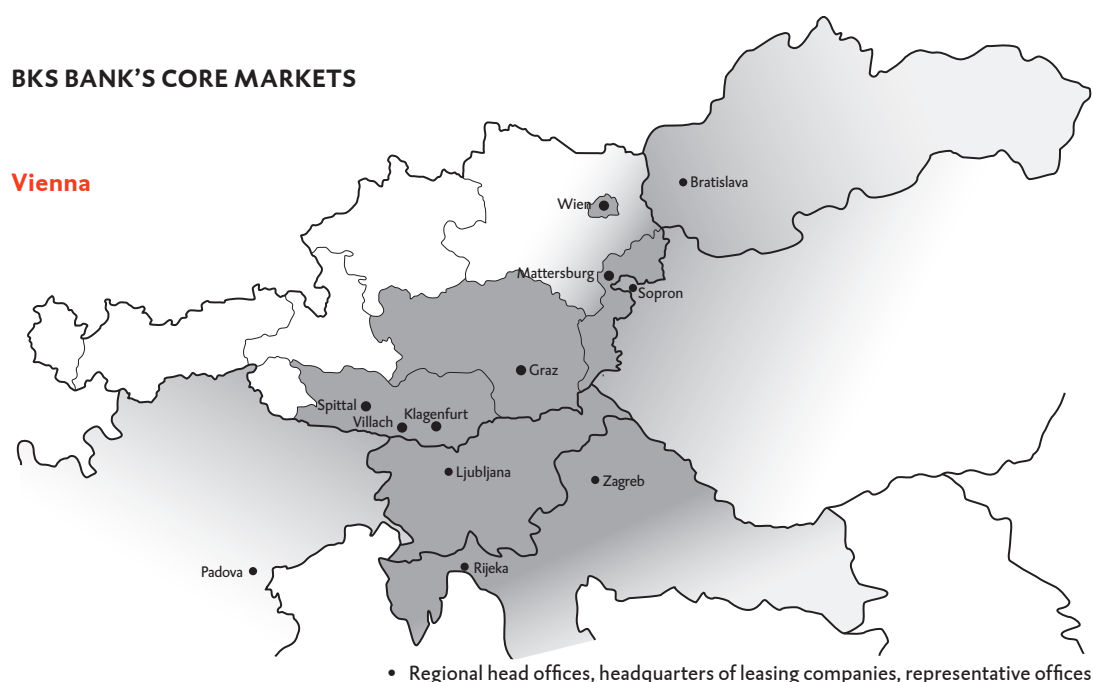 BKS BANK'S CORE MARKETS
Vienna
Bratislava
Wien
Mattersburg
Sopron
Graz
Spittal
Klagenfurt
Villach
Ljubljana
Zagreb
Rijeka
Padova
• Regional head offices, headquarters of leasing companies, representative offices